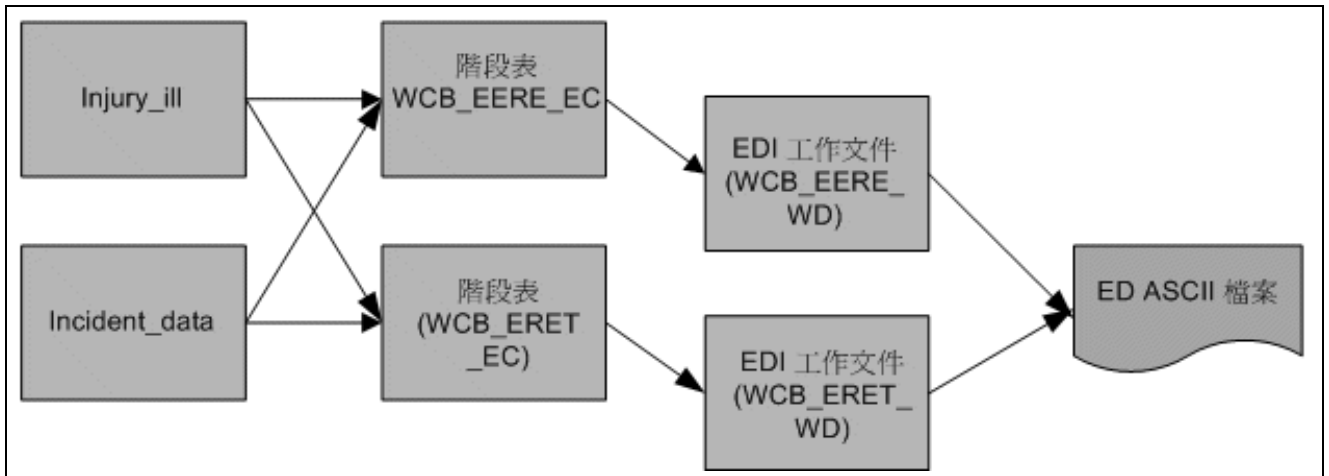 Injury_ill
階段表
WCB_EERE_EC
EDI 工作文件
(WCB_EERE_
WD)
Incident_data
階段表
(WCB_ERET
_EC)
EDI 工作文件
(WCB_ERET_
WD)
ED ASCII 檔案